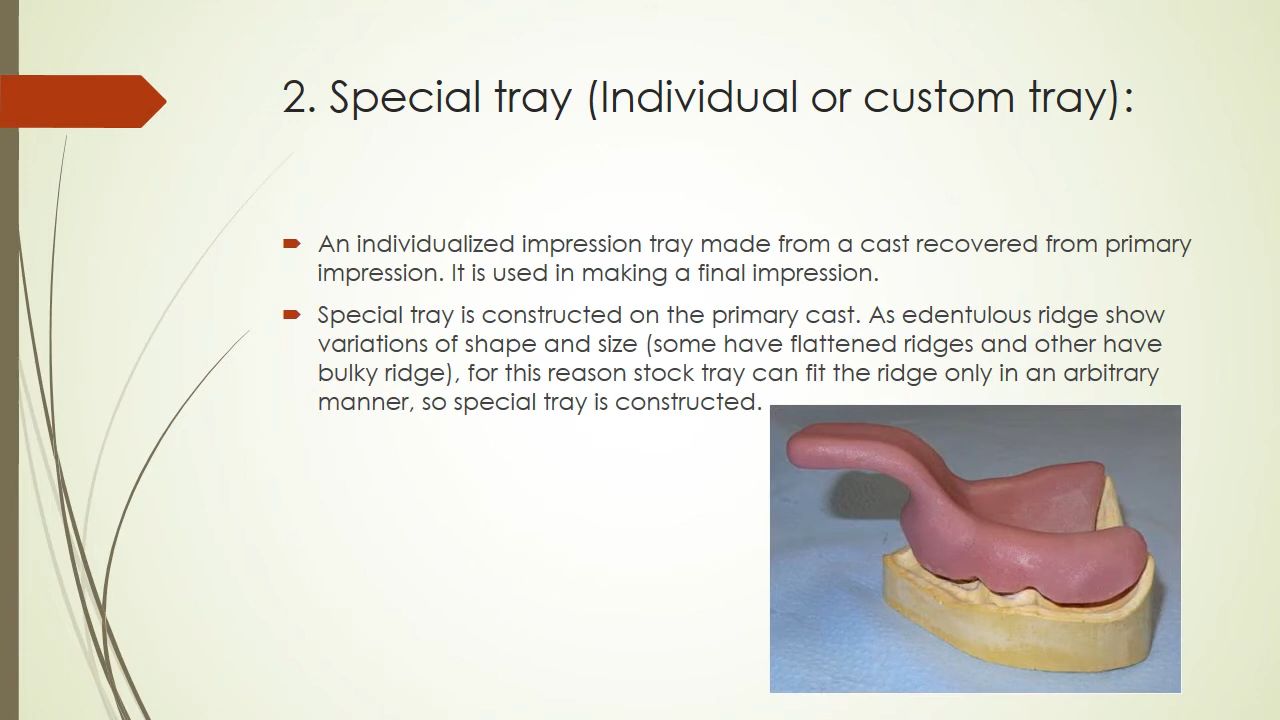 2. Special tray (Individual or custom tray):
An individualized impression tray made from a cast recovered from primary
impression. It is used in making a final impression.
Special tray is constructed on the primary cast. As edentulous ridge show
variations of shape and size (some have flattened ridges and other have
bulky ridge), for this reason stock tray can fit the ridge only in an arbitrary
manner, so special tray is constructed.